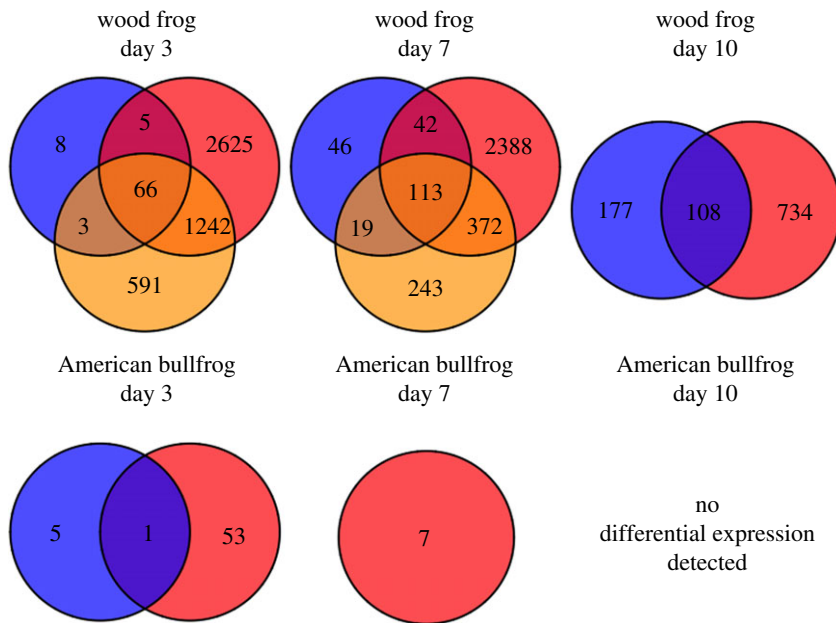 wood frog
day 3
wood frog
day 7
wood frog
day 10
8
5
2625
66
3
1242
591
46
42
2388
113
19
372
243
177
108
734
American bullfrog
day 3
American bullfrog
day 7
American bullfrog
day 10
5
1
53
7
no
differential expression
detected